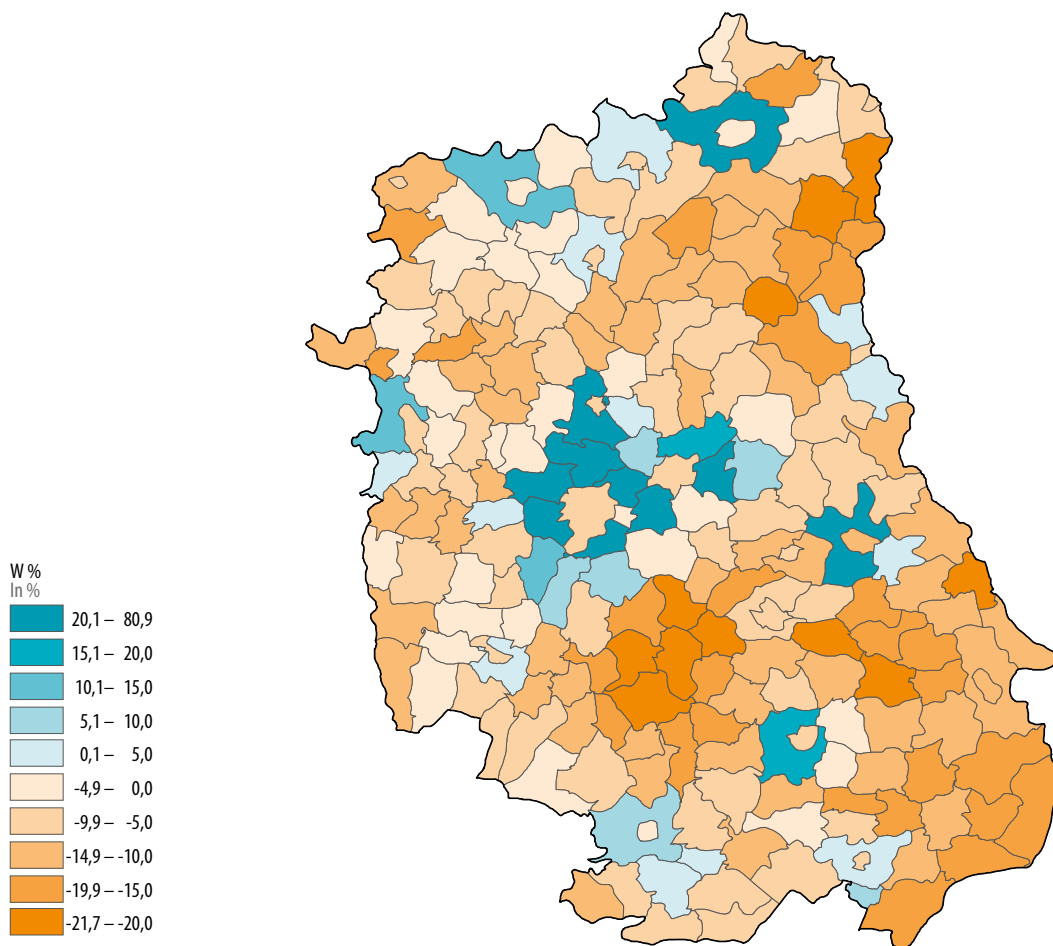 W %
In %
20,1 – 80,9
15,1 – 20,0
10,1 – 15,0
5,1 – 10,0
0,1 – 5,0
-4,9 – 0,0
-9,9 – -5,0
-14,9 – -10,0
-19,9 – -15,0
-21,7 – -20,0